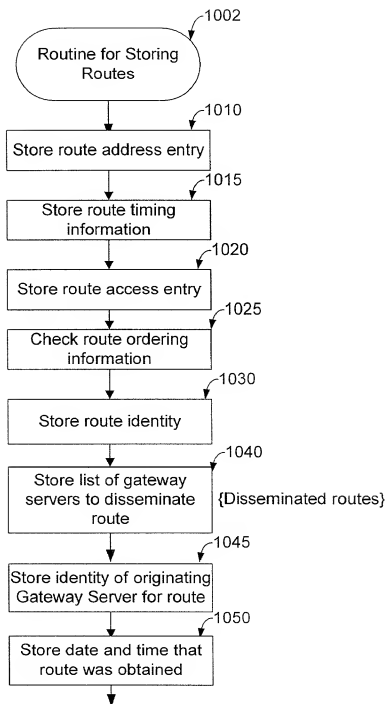 1002
Routine for Storing
Routes
1010
Store route address entry
1015
Store route timing
information
1020
Store route access entry
1025
Check route ordering
information
1030
Store route identity
1040
Store list of gateway
servers to disseminate
route
{Disseminated routes}
1045
Store identity of originating
Gateway Server for route
1050
Store date and time that
route was obtained